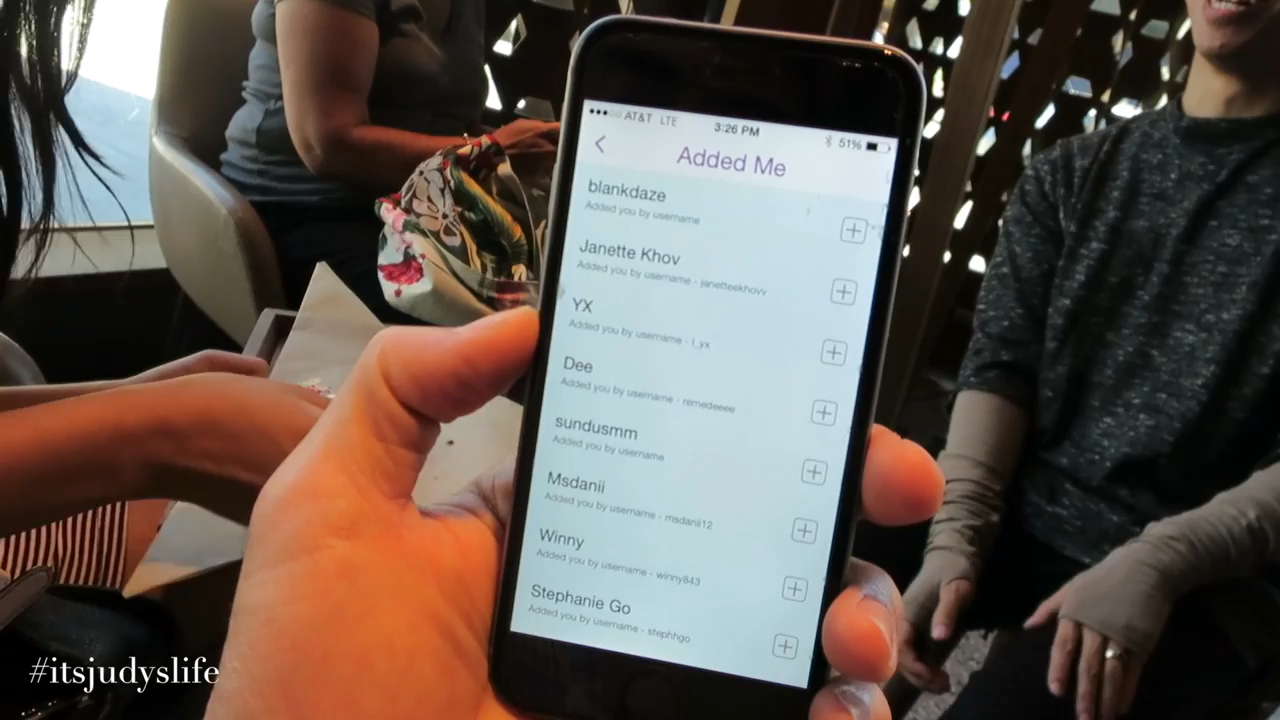 AT&T LTE 3:26 PM 51%
Added Me
blankdaze
Added you by username
Janette Khov
Added you by username - janetteekhovv
YX
Added you by username - l_yx
Dee
Added you by username - remedeeee
sundusmm
Added you by username
Msdanii
Added you by username - msdanii12
Winny
Added you by username - winny843
Stephanie Go
Added you by username - stephhgo
#itsjudyslife